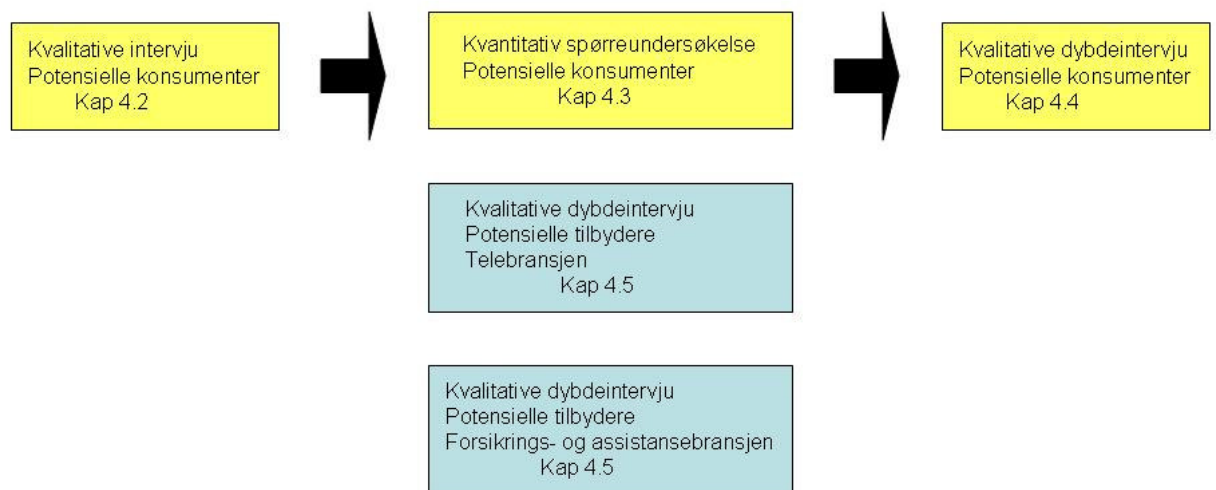 Kvalitative intervju
Potensielle konsumenter
Kap 4.2
Kvantitativ spørreundersøkelse
Potensielle konsumenter
Kap 4.3
Kvalitative dybdeintervju
Potensielle konsumenter
Kap 4.4
Kvalitative dybdeintervju
Potensielle tilbydere
Telebransjen
Kap 4.5
Kvalitative dybdeintervju
Potensielle tilbydere
Forsikrings- og assistansebransjen
Kap 4.5